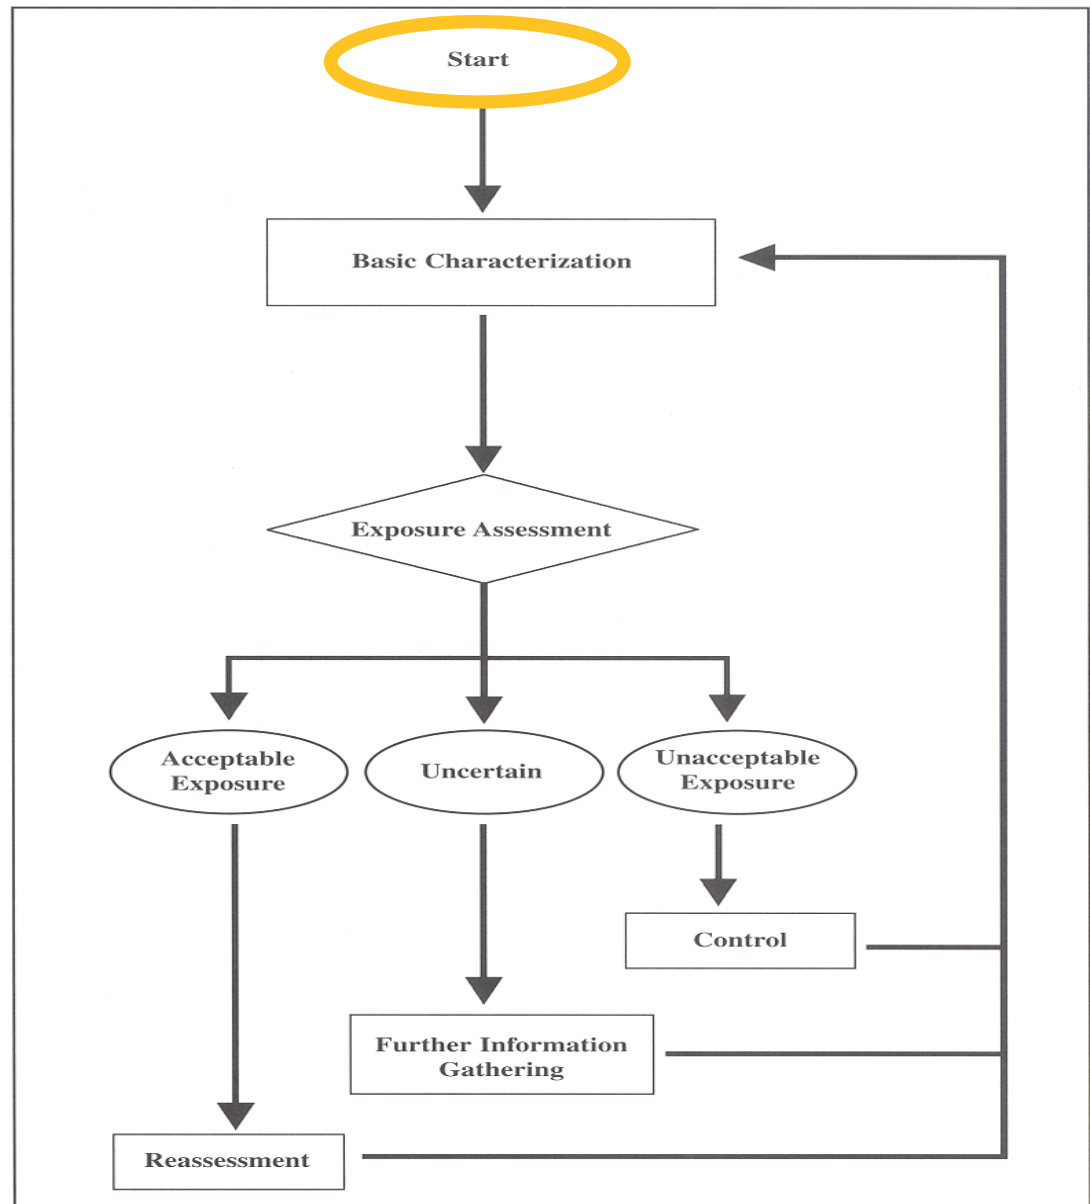 Start
Basic Characterization
Exposure Assessment
Acceptable
Exposure
Uncertain
Unacceptable
Exposure
Control
Further Information
Gathering
Reassessment